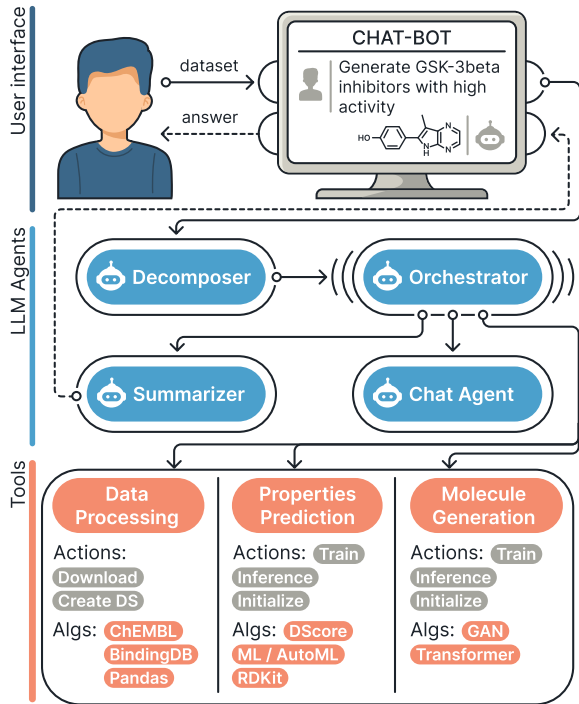 User interface
dataset
answer
CHAT-BOT
Generate GSK-3beta
inhibitors with high
activity
HO
N
N
N
H
LLM Agents
Decomposer
Orchestrator
Summarizer
Chat Agent
Tools
Data
Processing
Actions:
Download
Create DS
Algs: ChEMBL
BindingDB
Pandas
Properties
Prediction
Actions: Train
Inference
Initialize
Algs: DScore
ML / AutoML
RDKit
Molecule
Generation
Actions: Train
Inference
Initialize
Algs: GAN
Transformer